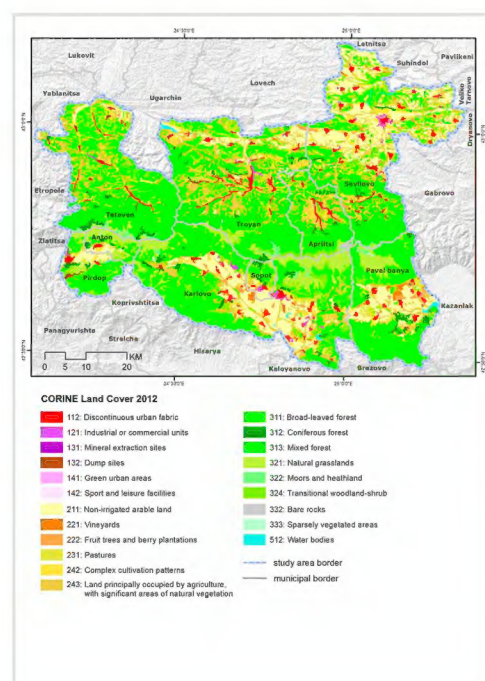 24°30'0"E
25°0'0"E
Letnitsa
Lukovit
Suhindol
Pavlikeni
Lovech
Yablanitsa
Ugarchin
Veliko
Tarnovo
Dryanovo
Etropole
Sevlievo
Gabrovo
Teteven
Troyan
Zlatitsa
Anton
Apriltsi
Pirdop
Sopot
Pavel banya
Karlovo
Koprivshtitsa
Kazanlak
Panagyurishte
Strelcha
Hisarya
Kaloyanovo
Brezovo
0 5 10 20 KM
24°30'0"E
25°0'0"E
CORINE Land Cover 2012
112: Discontinuous urban fabric
121: Industrial or commercial units
131: Mineral extraction sites
132: Dump sites
141: Green urban areas
142: Sport and leisure facilities
211: Non-irrigated arable land
221: Vineyards
222: Fruit trees and berry plantations
231: Pastures
242: Complex cultivation patterns
243: Land principally occupied by agriculture,
with significant areas of natural vegetation
311: Broad-leaved forest
312: Coniferous forest
313: Mixed forest
321: Natural grasslands
322: Moors and heathland
324: Transitional woodland-shrub
332: Bare rocks
333: Sparsely vegetated areas
512: Water bodies
study area border
municipal border